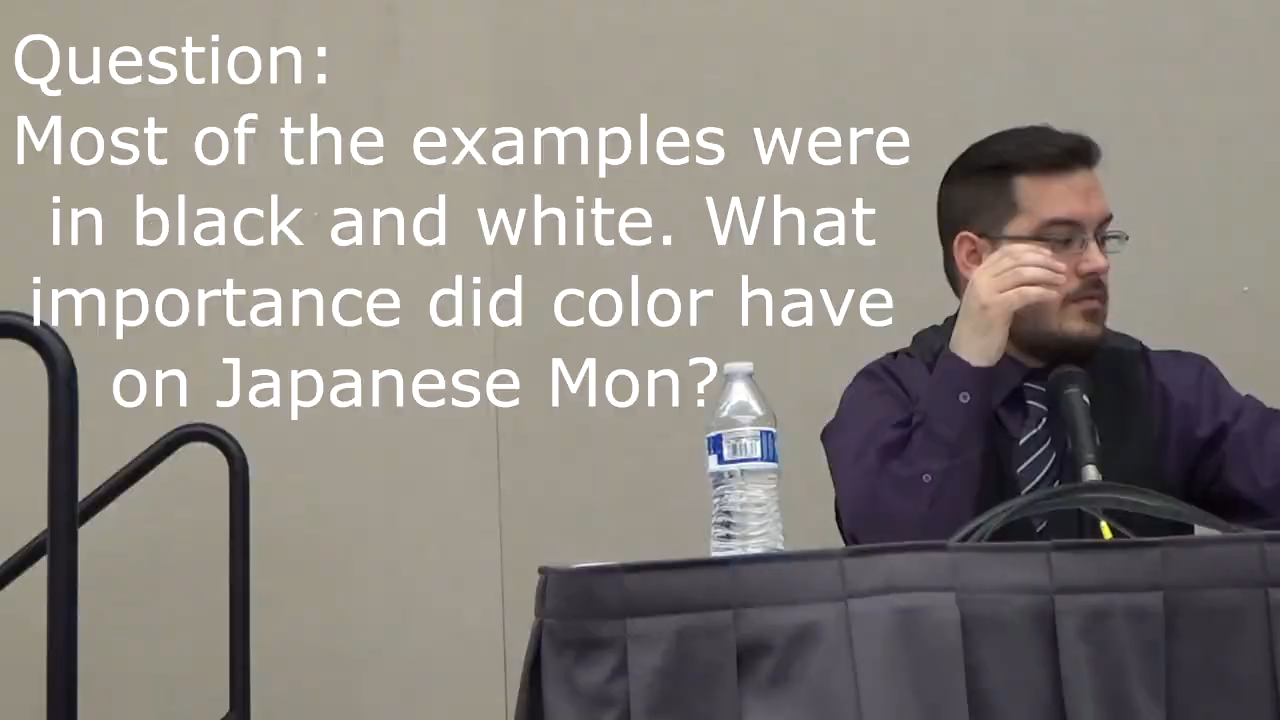 Question:
Most of the examples were
in black and white. What
importance did color have
on Japanese Mon?